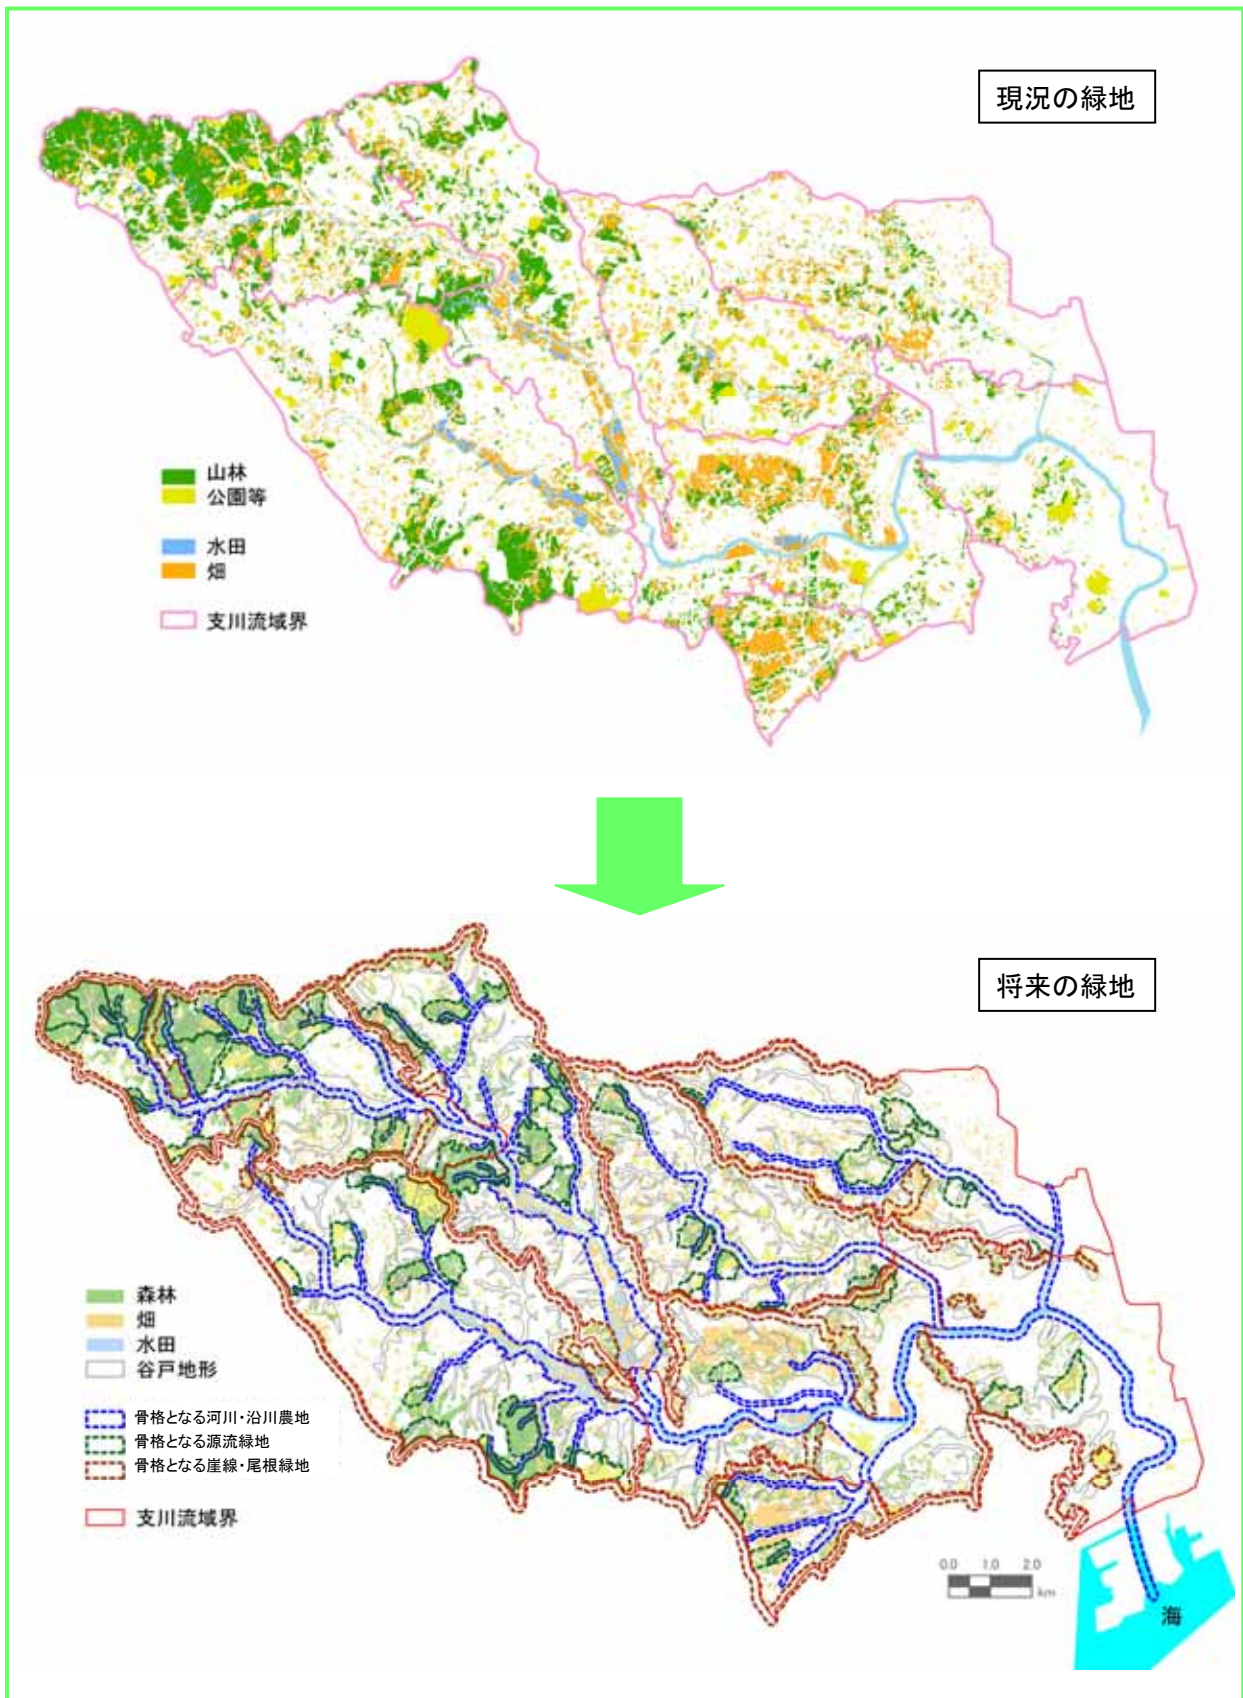 現況の緑地
山林
公園等
水田
畑
支川流域界
将来の緑地
森林
畑
水田
谷戸地形
骨格となる河川・沿川農地
骨格となる源流緑地
骨格となる崖線・尾根緑地
支川流域界
0.0 1.0 2.0
km
海